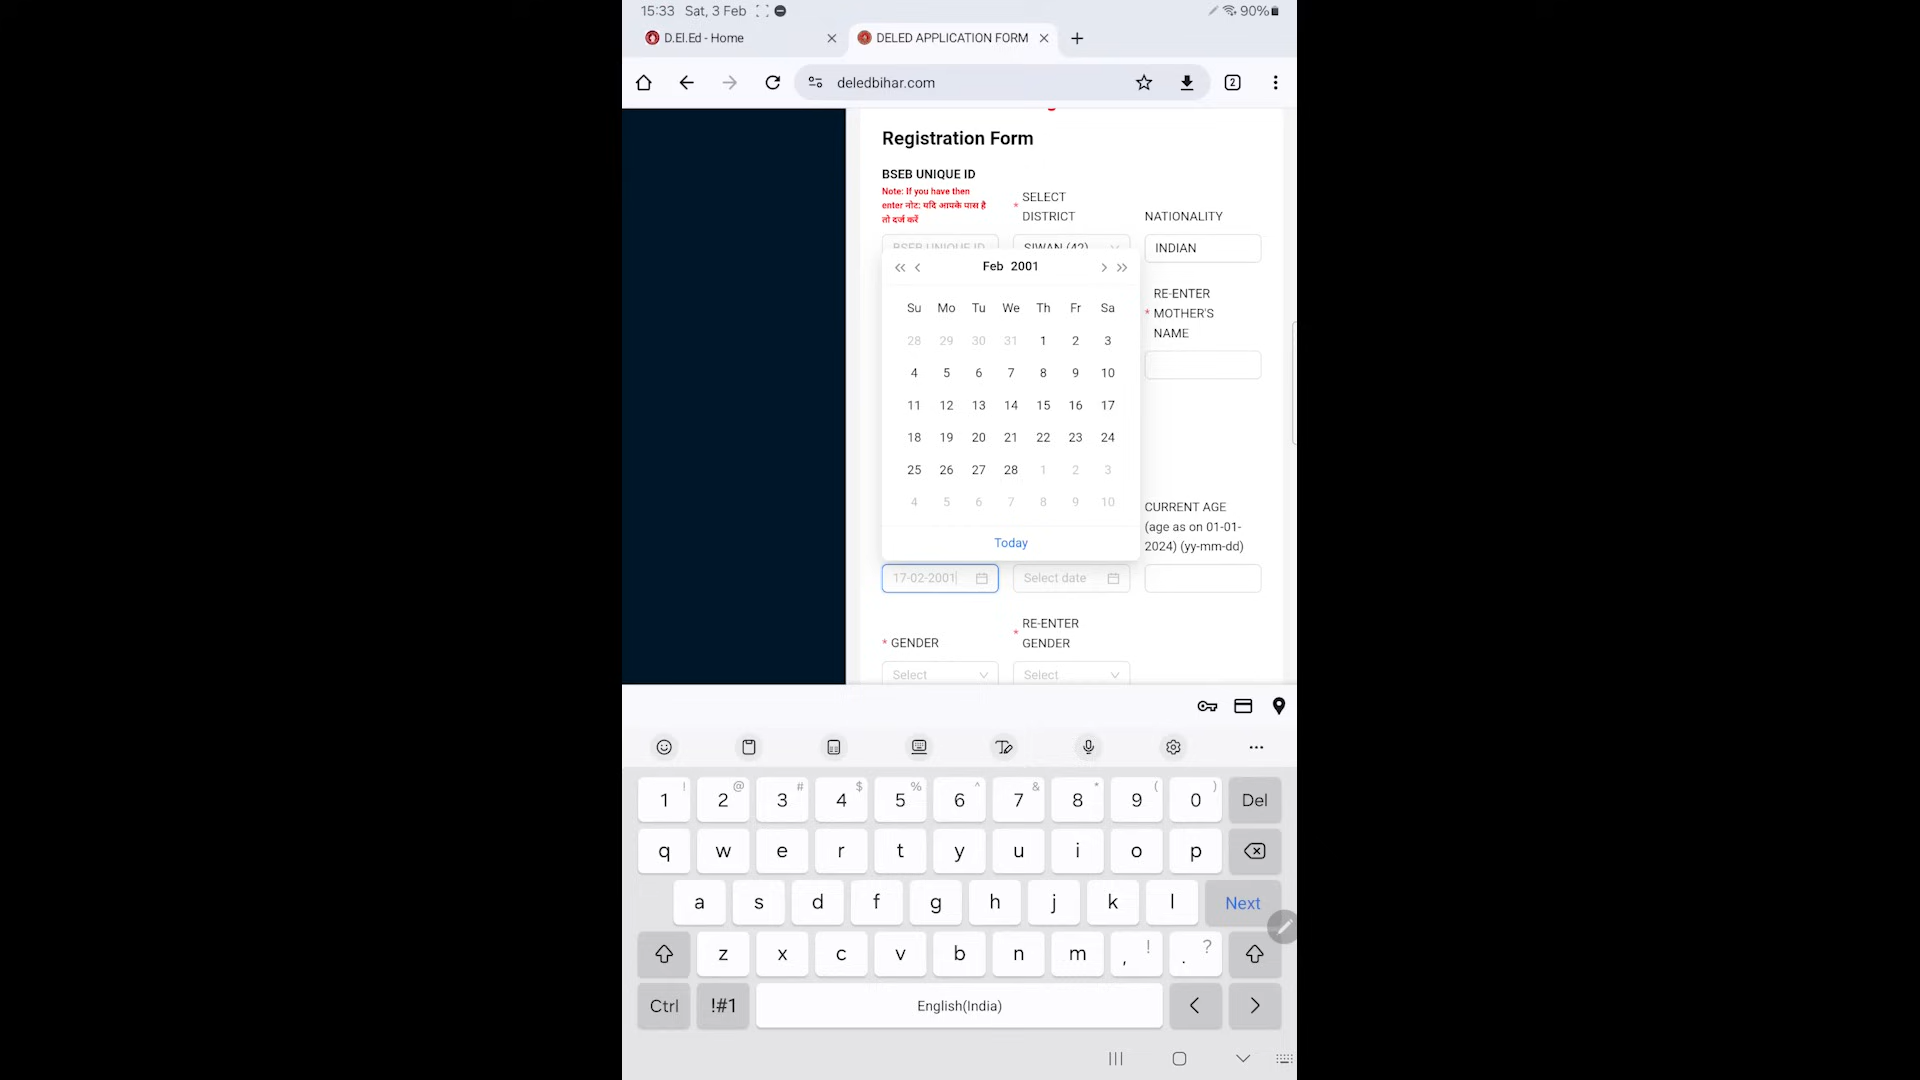 15:33 Sat, 3 Feb 90%
D.El.Ed - Home DELED APPLICATION FORM
deledbihar.com 2
Registration Form
BSEB UNIQUE ID
Note: If you have then
enter नोट: यदि आपके पास है
तो दर्ज करें
* SELECT
DISTRICT
NATIONALITY
BSEB UNIQUE ID SIWAN (42) INDIAN
Feb 2001
Su Mo Tu We Th Fr Sa
28 29 30 31 1 2 3
4 5 6 7 8 9 10
11 12 13 14 15 16 17
18 19 20 21 22 23 24
25 26 27 28 1 2 3
4 5 6 7 8 9 10
Today
RE-ENTER
* MOTHER'S
NAME
CURRENT AGE
(age as on 01-01-
2024) (yy-mm-dd)
17-02-2001 Select date
* GENDER
* RE-ENTER
GENDER
Select Select
! @ # $ % ^ & * ( )
1 2 3 4 5 6 7 8 9 0 Del
q w e r t y u i o p
a s d f g h j k l Next
z x c v b n m , ! . ?
Ctrl !#1 English(India) < >